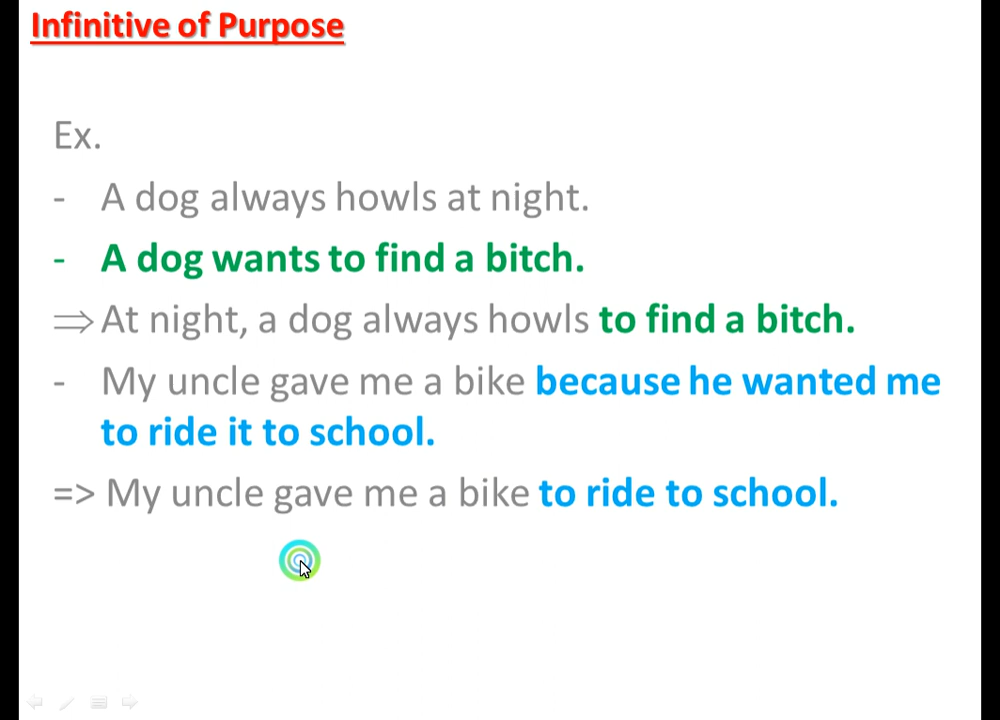 Infinitive of Purpose
Ex.
- A dog always howls at night.
- A dog wants to find a bitch.
⇒ At night, a dog always howls to find a bitch.
- My uncle gave me a bike because he wanted me
to ride it to school.
=> My uncle gave me a bike to ride to school.